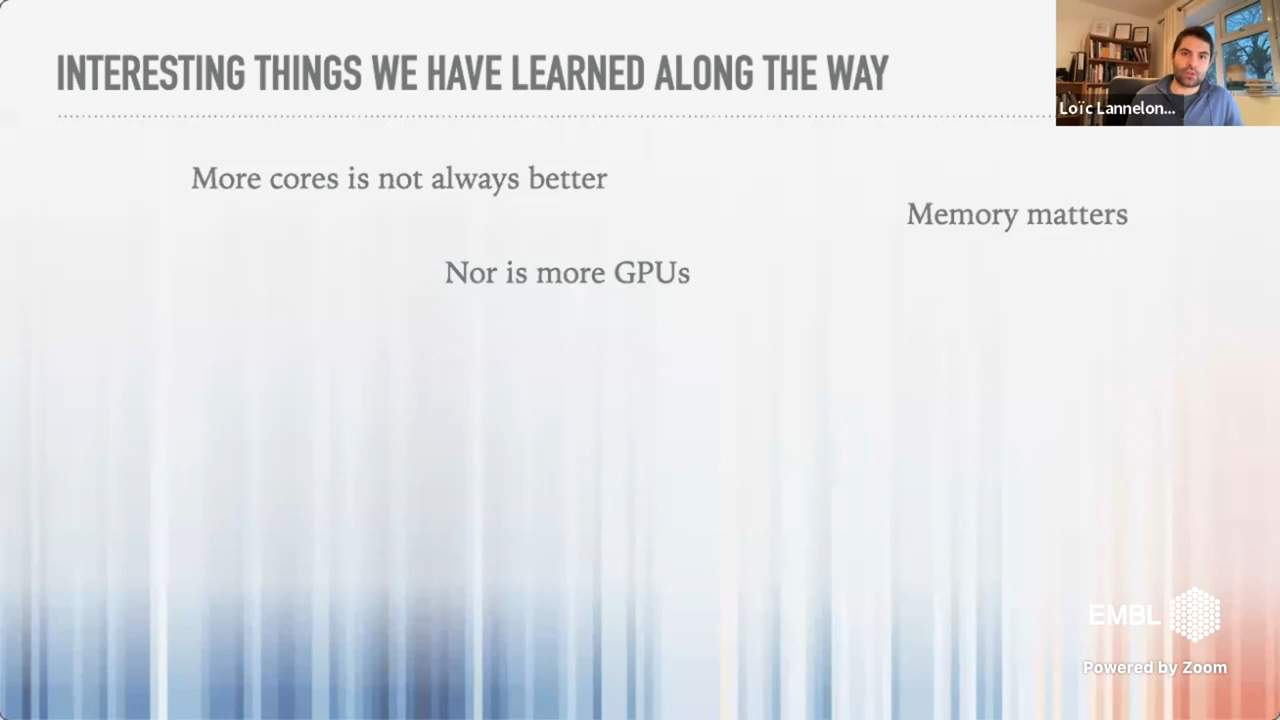 INTERESTING THINGS WE HAVE LEARNED ALONG THE WAY
Loïc Lannelon...
More cores is not always better
Memory matters
Nor is more GPUs
EMBL
Powered by Zoom